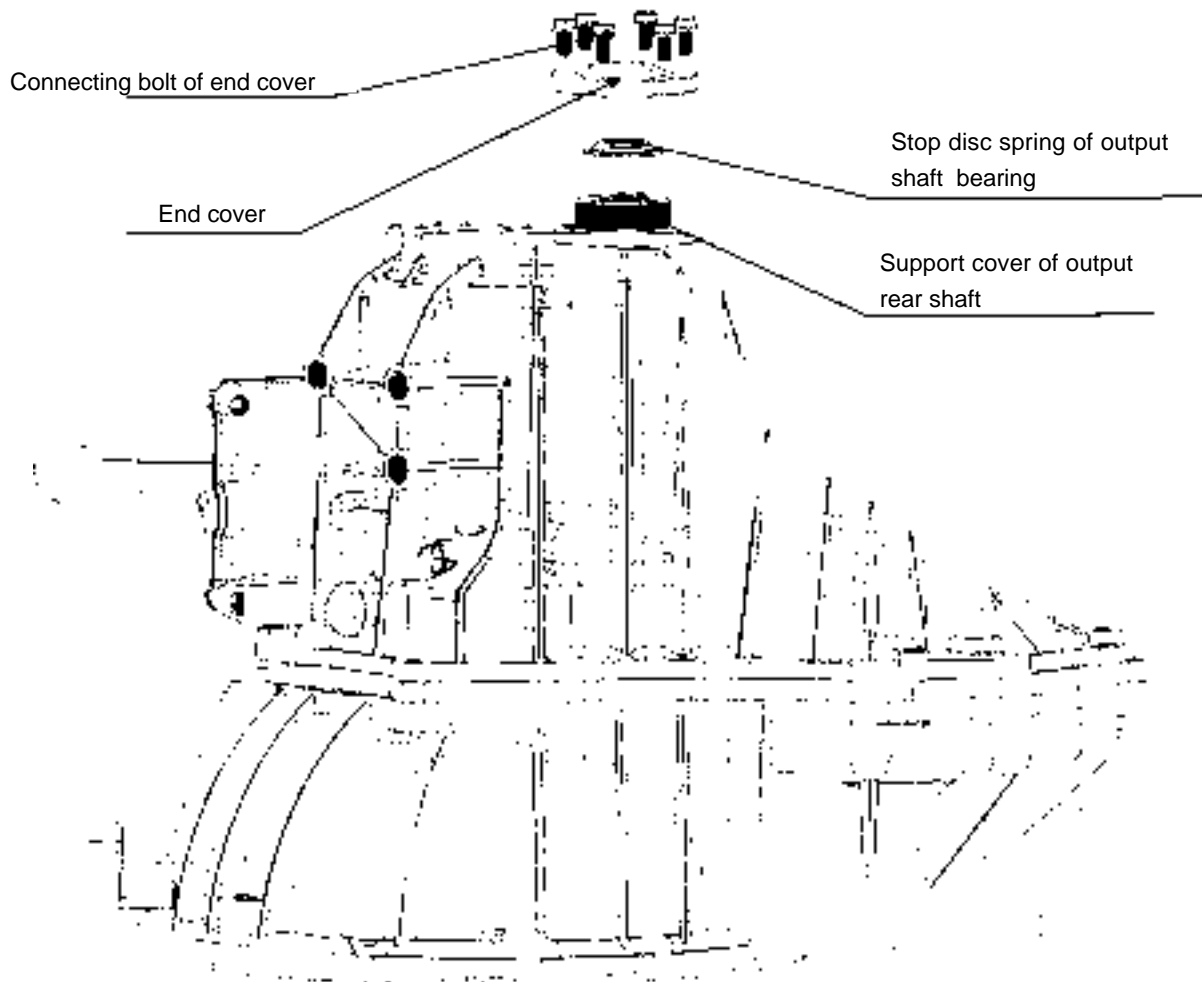 Connecting bolt of end cover
Stop disc spring of output
shaft bearing
End cover
Support cover of output
rear shaft